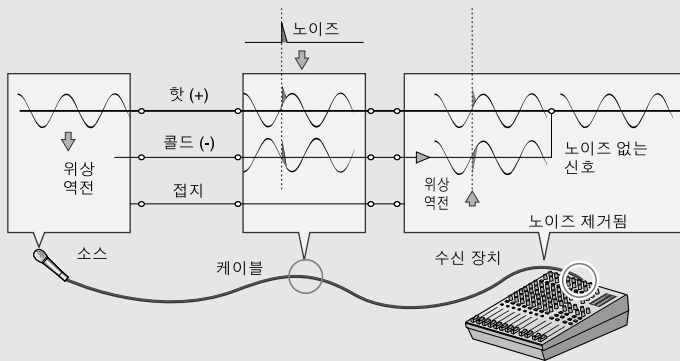 노이즈
핫 (+)
콜드 (-)
접지
위상
역전
위상
역전
노이즈 없는
신호
노이즈 제거됨
소스
케이블
수신 장치